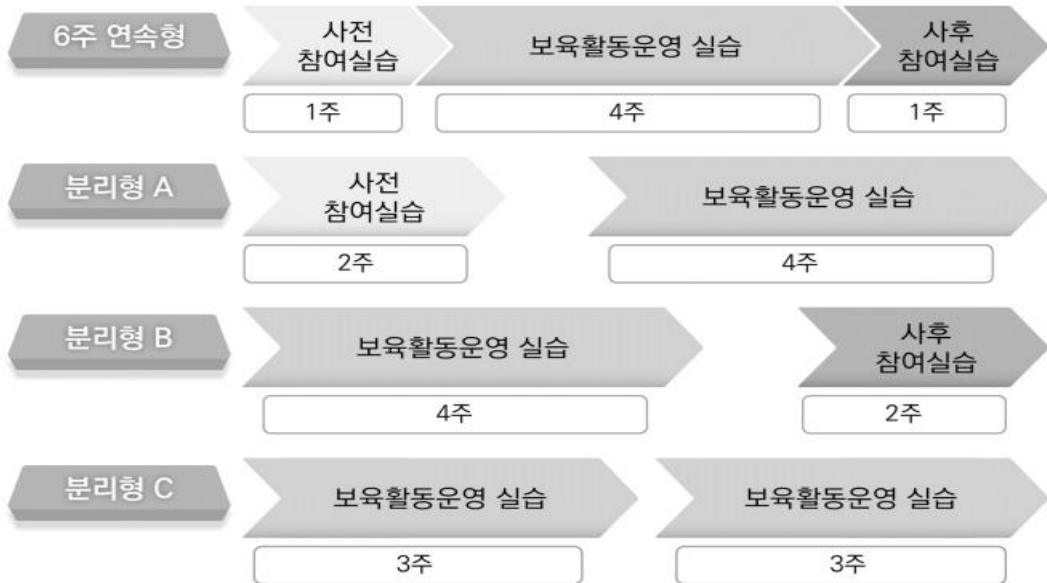 6주 연속형
사전
참여실습
보육활동운영 실습
사후
참여실습
1주
4주
1주
분리형 A
사전
참여실습
보육활동운영 실습
2주
4주
분리형 B
보육활동운영 실습
사후
참여실습
4주
2주
분리형 C
보육활동운영 실습
보육활동운영 실습
3주
3주